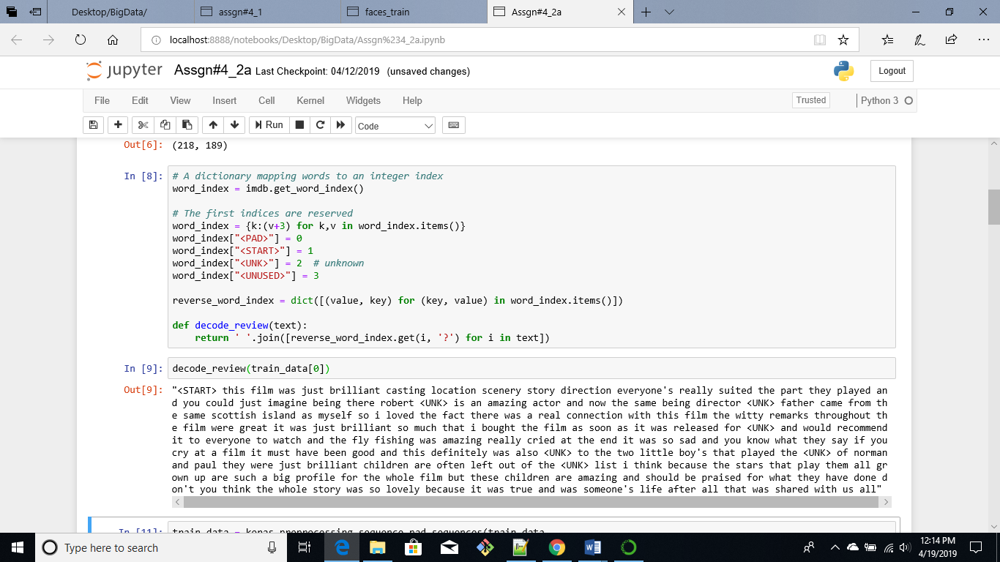 Desktop/BigData/ assgn#4_1 faces_train Assgn#4_2a
localhost:8888/notebooks/Desktop/BigData/Assgn%234_2a.ipynb
jupyter Assgn#4_2a Last Checkpoint: 04/12/2019 (unsaved changes) Logout
File Edit View Insert Cell Kernel Widgets Help Trusted Python 3
Run Code
Out[6]: (218, 189)
In [8]: # A dictionary mapping words to an integer index
word_index = imdb.get_word_index()
# The first indices are reserved
word_index = {k:(v+3) for k,v in word_index.items()}
word_index["<PAD>"] = 0
word_index["<START>"] = 1
word_index["<UNK>"] = 2  # unknown
word_index["<UNUSED>"] = 3
reverse_word_index = dict([(value, key) for (key, value) in word_index.items()])
def decode_review(text):
    return ' '.join([reverse_word_index.get(i, '?') for i in text])
In [9]: decode_review(train_data[0])
Out[9]: "<START> this film was just brilliant casting location scenery story direction everyone's really suited the part they played an
d you could just imagine being there robert <UNK> is an amazing actor and now the same being director <UNK> father came from th
e same scottish island as myself so i loved the fact there was a real connection with this film the witty remarks throughout th
e film were great it was just brilliant so much that i bought the film as soon as it was released for <UNK> and would recommend
it to everyone to watch and the fly fishing was amazing really cried at the end it was so sad and you know what they say if you
cry at a film it must have been good and this definitely was also <UNK> to the two little boy's that played the <UNK> of norman
and paul they were just brilliant children are often left out of the <UNK> list i think because the stars that play them all gr
own up are such a big profile for the whole film but these children are amazing and should be praised for what they have done d
on't you think the whole story was so lovely because it was true and was someone's life after all that was shared with us all"
In [11]: train_data = keras.preprocessing.sequence.pad_sequences(train_data,
Type here to search 12:14 PM
4/19/2019